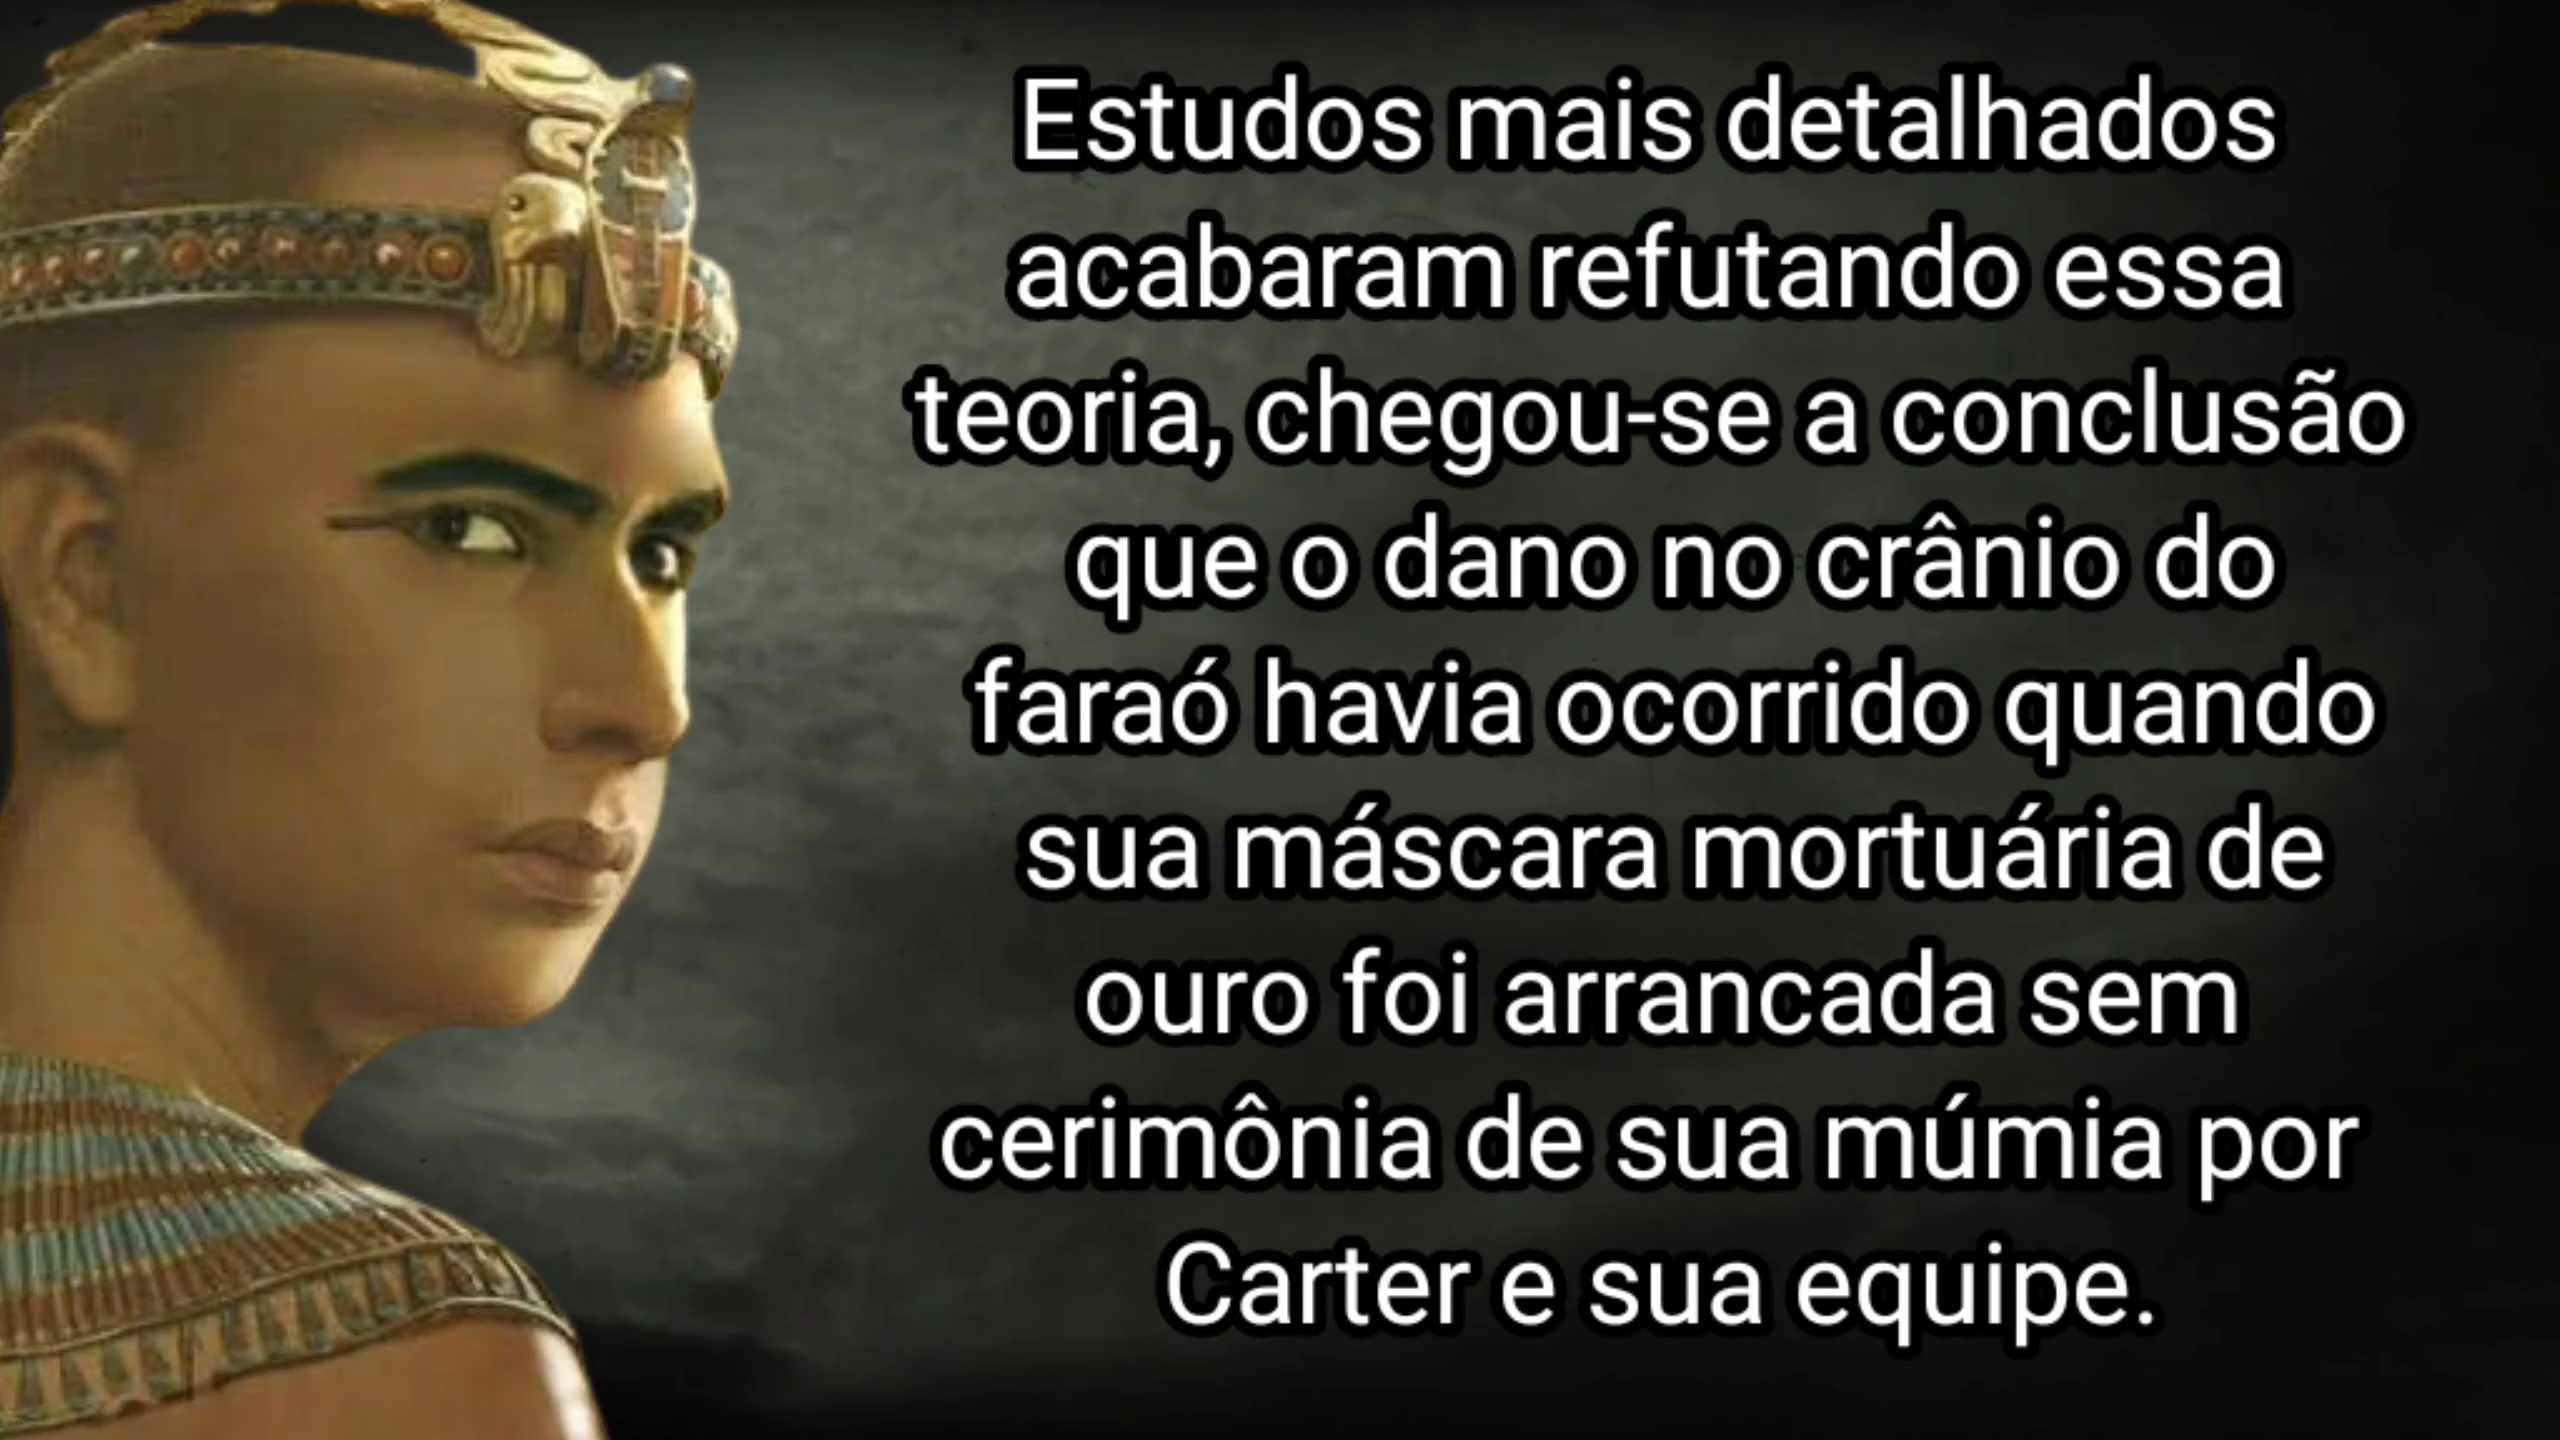 Estudos mais detalhados
acabaram refutando essa
teoria, chegou-se a conclusão
que o dano no crânio do
faraó havia ocorrido quando
sua máscara mortuária de
ouro foi arrancada sem
cerimônia de sua múmia por
Carter e sua equipe.